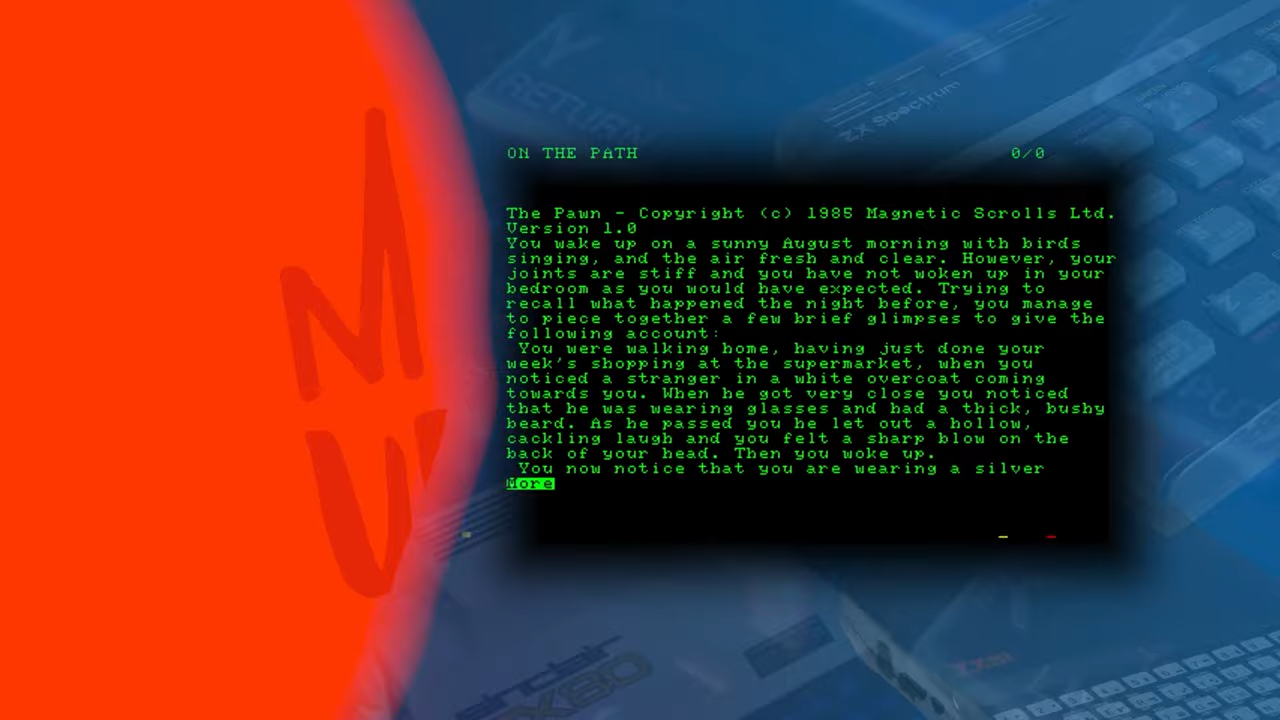 RETURN
ZX Spectrum
ON THE PATH 0/0
The Pawn - Copyright (c) 1985 Magnetic Scrolls Ltd.
Version 1.0
You wake up on a sunny August morning with birds
singing, and the air fresh and clear. However, your
joints are stiff and you have not woken up in your
bedroom as you would have expected. Trying to
recall what happened the night before, you manage
to piece together a few brief glimpses to give the
following account:
You were walking home, having just done your
week's shopping at the supermarket, when you
noticed a stranger in a white overcoat coming
towards you. When he got very close you noticed
that he was wearing glasses and had a thick, bushy
beard. As he passed you he let out a hollow,
cackling laugh and you felt a sharp blow on the
back of your head. Then you woke up.
You now notice that you are wearing a silver
More
sinclair
ZX80
ZX81